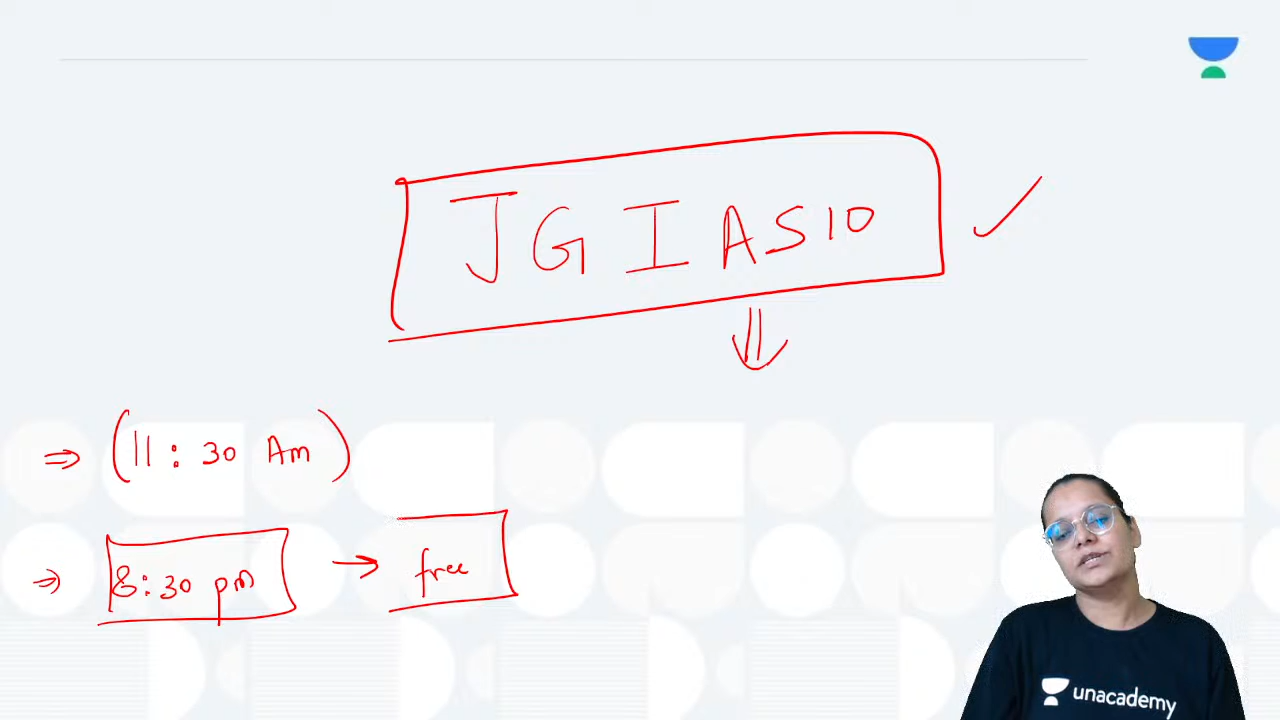 JGIAS10
⇒ (11:30 Am)
⇒ 8:30 pm → free
unacademy